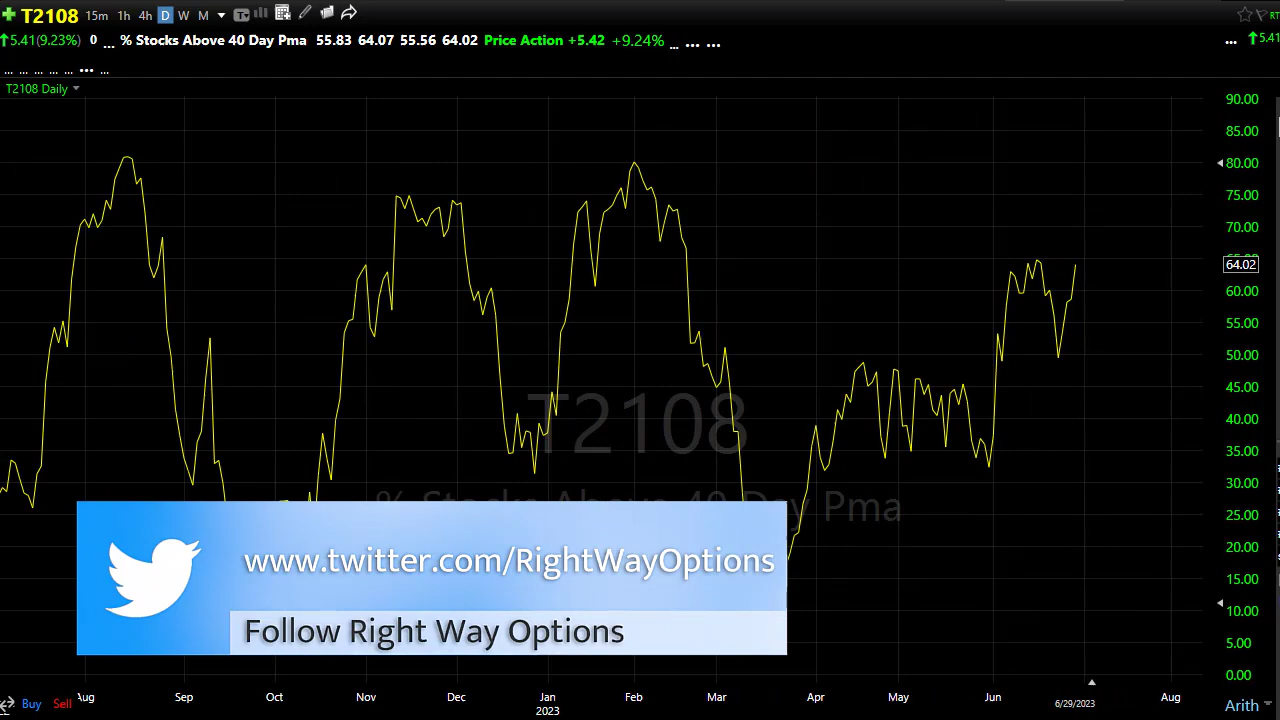 T2108 15m 1h 4h D W M
RT
5.41(9.23%) 0 ... % Stocks Above 40 Day Pma 55.83 64.07 55.56 64.02 Price Action +5.42 +9.24% ... ... ...
... 5.41
... ... ... ... ... ... ...
T2108 Daily
90.00
85.00
80.00
75.00
70.00
64.02
60.00
55.00
50.00
45.00
40.00
35.00
30.00
25.00
20.00
15.00
10.00
5.00
0.00
T2108
% Stocks Above 40 Day Pma
www.twitter.com/RightWayOptions
Follow Right Way Options
Aug Sep Oct Nov Dec Jan Feb Mar Apr May Jun Aug
2023 6/29/2023
Buy Sell
Arith